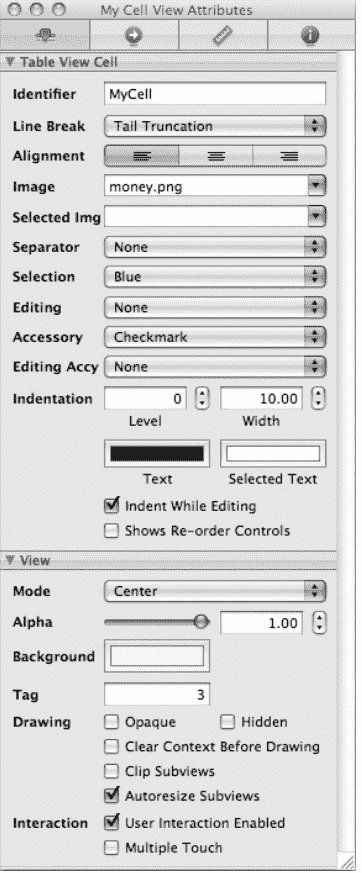 My Cell View Attributes
Table View Cell
Identifier MyCell
Line Break Tail Truncation
Alignment
Image money.png
Selected Img
Separator None
Selection Blue
Editing None
Accessory Checkmark
Editing Accy None
Indentation 0 10.00
Level Width
Text Selected Text
Indent While Editing
Shows Re-order Controls
View
Mode Center
Alpha 1.00
Background
Tag 3
Drawing Opaque Hidden
Clear Context Before Drawing
Clip Subviews
Autoresize Subviews
Interaction User Interaction Enabled
Multiple Touch